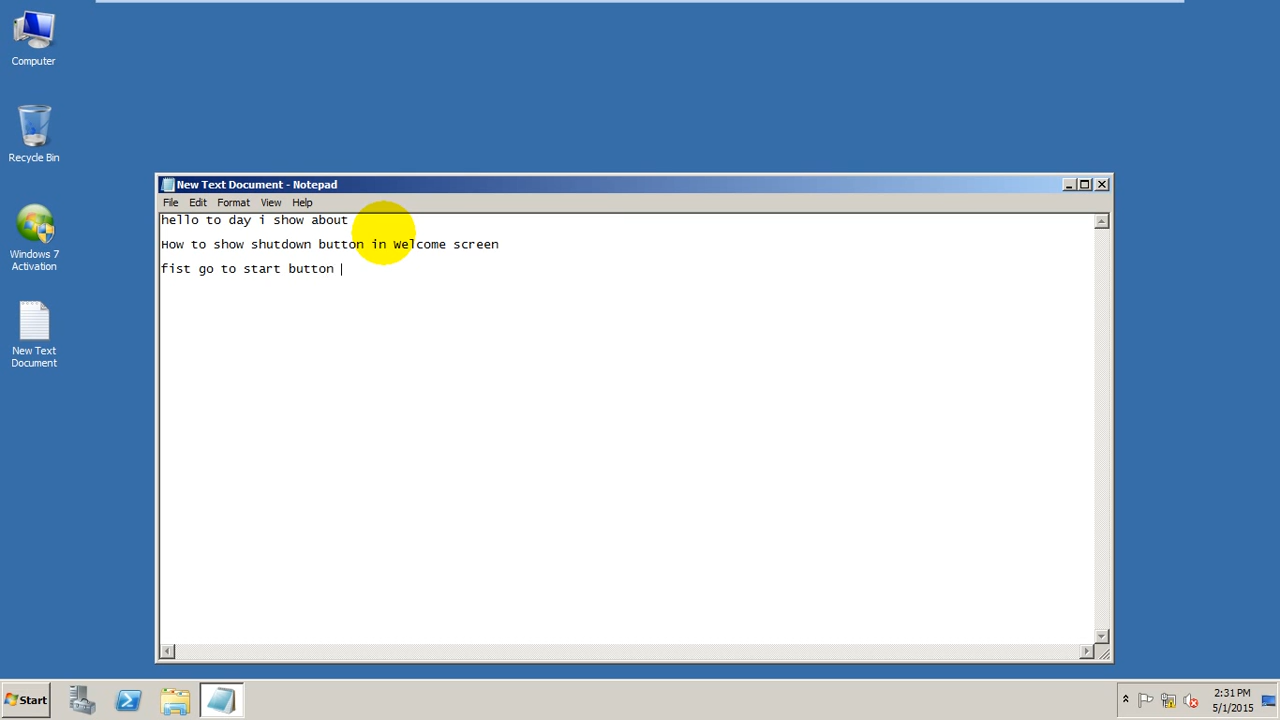 Computer
Recycle Bin
Windows 7
Activation
New Text
Document
New Text Document - Notepad
File Edit Format View Help
hello to day i show about
How to show shutdown button in Welcome screen
fist go to start button
Start
2:31 PM
5/1/2015